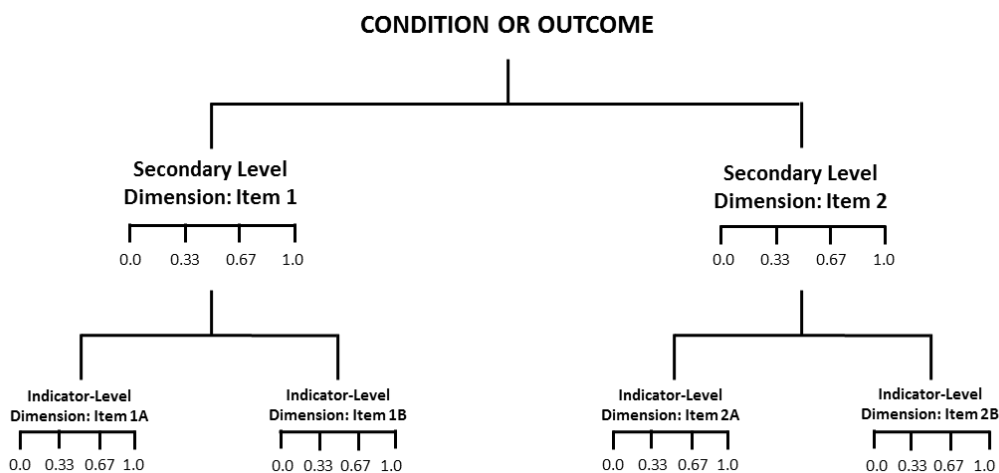 CONDITION OR OUTCOME
Secondary Level
Dimension: Item 1
0.0 0.33 0.67 1.0
Secondary Level
Dimension: Item 2
0.0 0.33 0.67 1.0
Indicator-Level
Dimension: Item 1A
0.0 0.33 0.67 1.0
Indicator-Level
Dimension: Item 1B
0.0 0.33 0.67 1.0
Indicator-Level
Dimension: Item 2A
0.0 0.33 0.67 1.0
Indicator-Level
Dimension: Item 2B
0.0 0.33 0.67 1.0